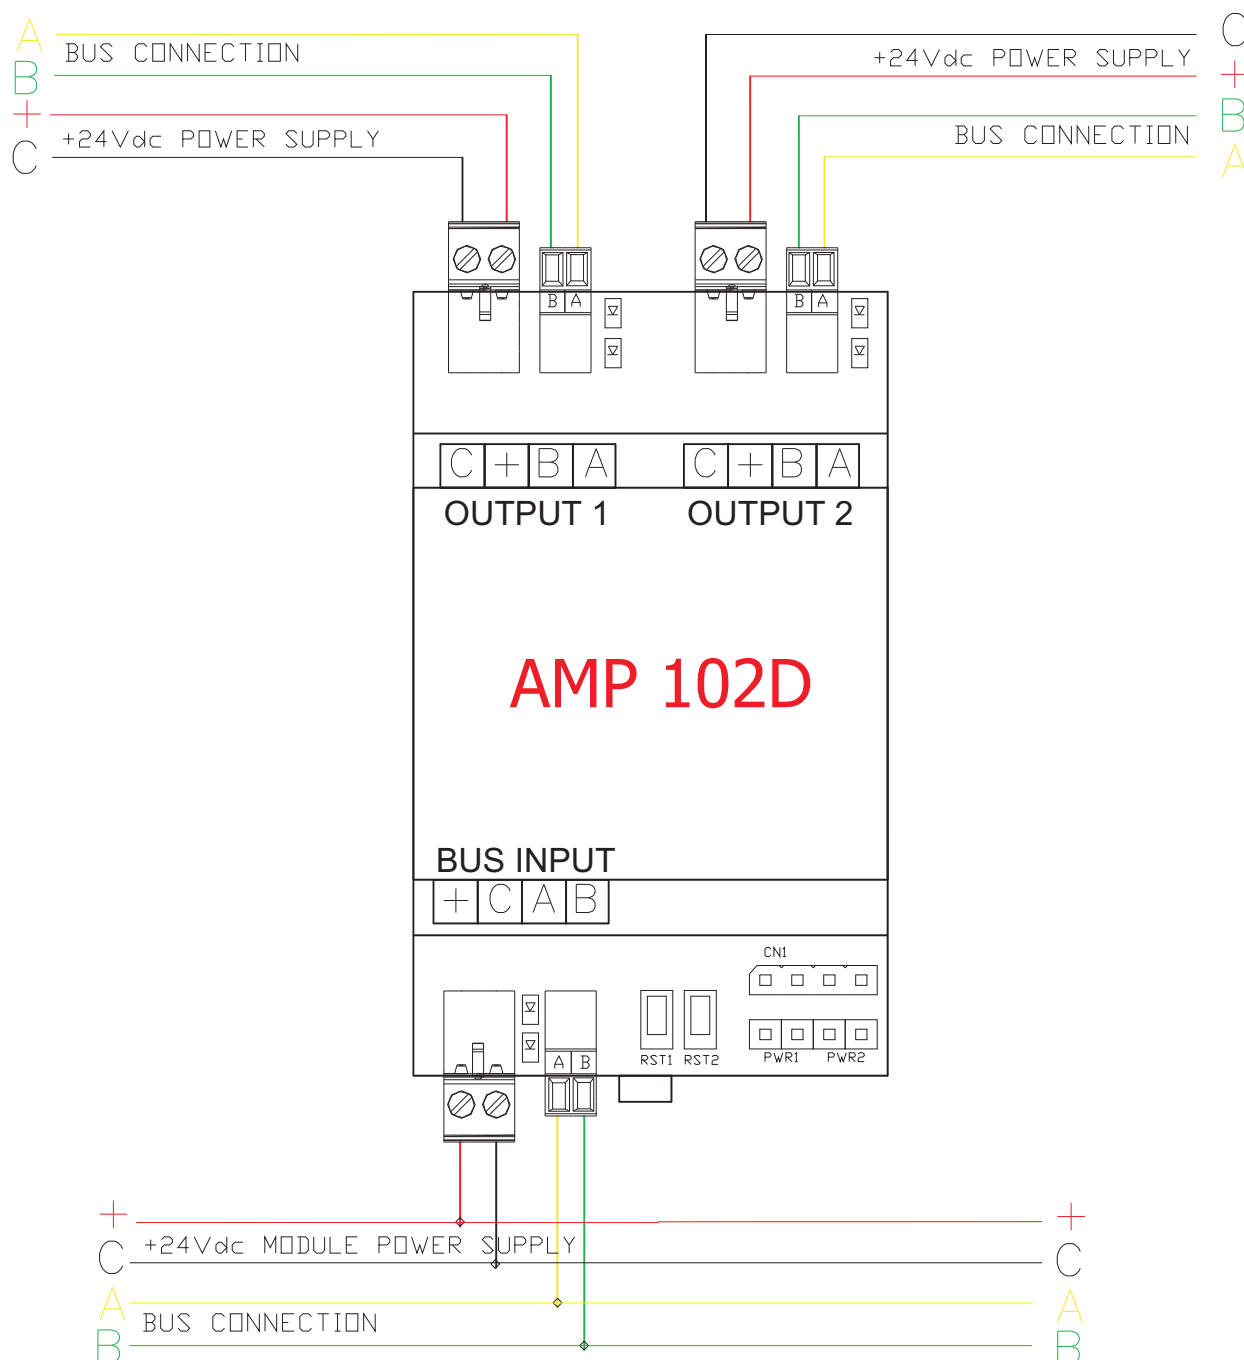 A
BUS CONNECTION
B
+
+24Vdc POWER SUPPLY
C
C
+24Vdc POWER SUPPLY
+
B
BUS CONNECTION
A
B A
B A
C + B A
C + B A
OUTPUT 1
OUTPUT 2
AMP 102D
BUS INPUT
+ C A B
CN1
A B
RST1 RST2
PWR1 PWR2
+
+
+24Vdc MODULE POWER SUPPLY
C
C
A
A
BUS CONNECTION
B
B